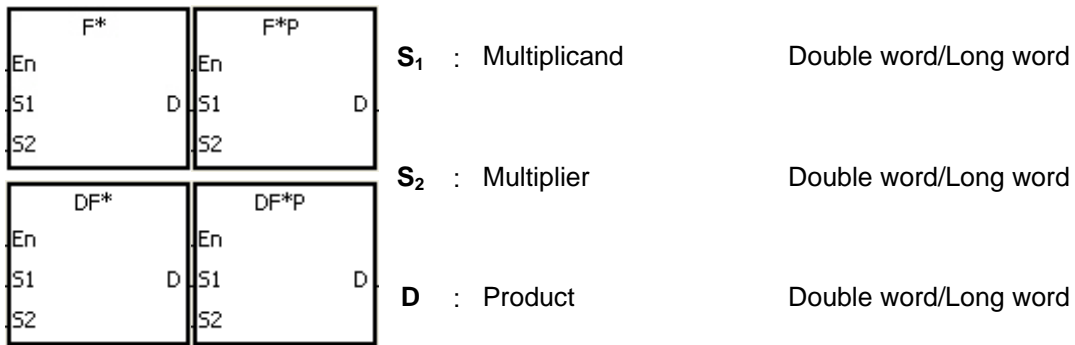 F* F*P
En En
S1 D S1 D
S2 S2
DF* DF*P
En En
S1 D S1 D
S2 S2
S₁ : Multiplicand Double word/Long word
S₂ : Multiplier Double word/Long word
D : Product Double word/Long word